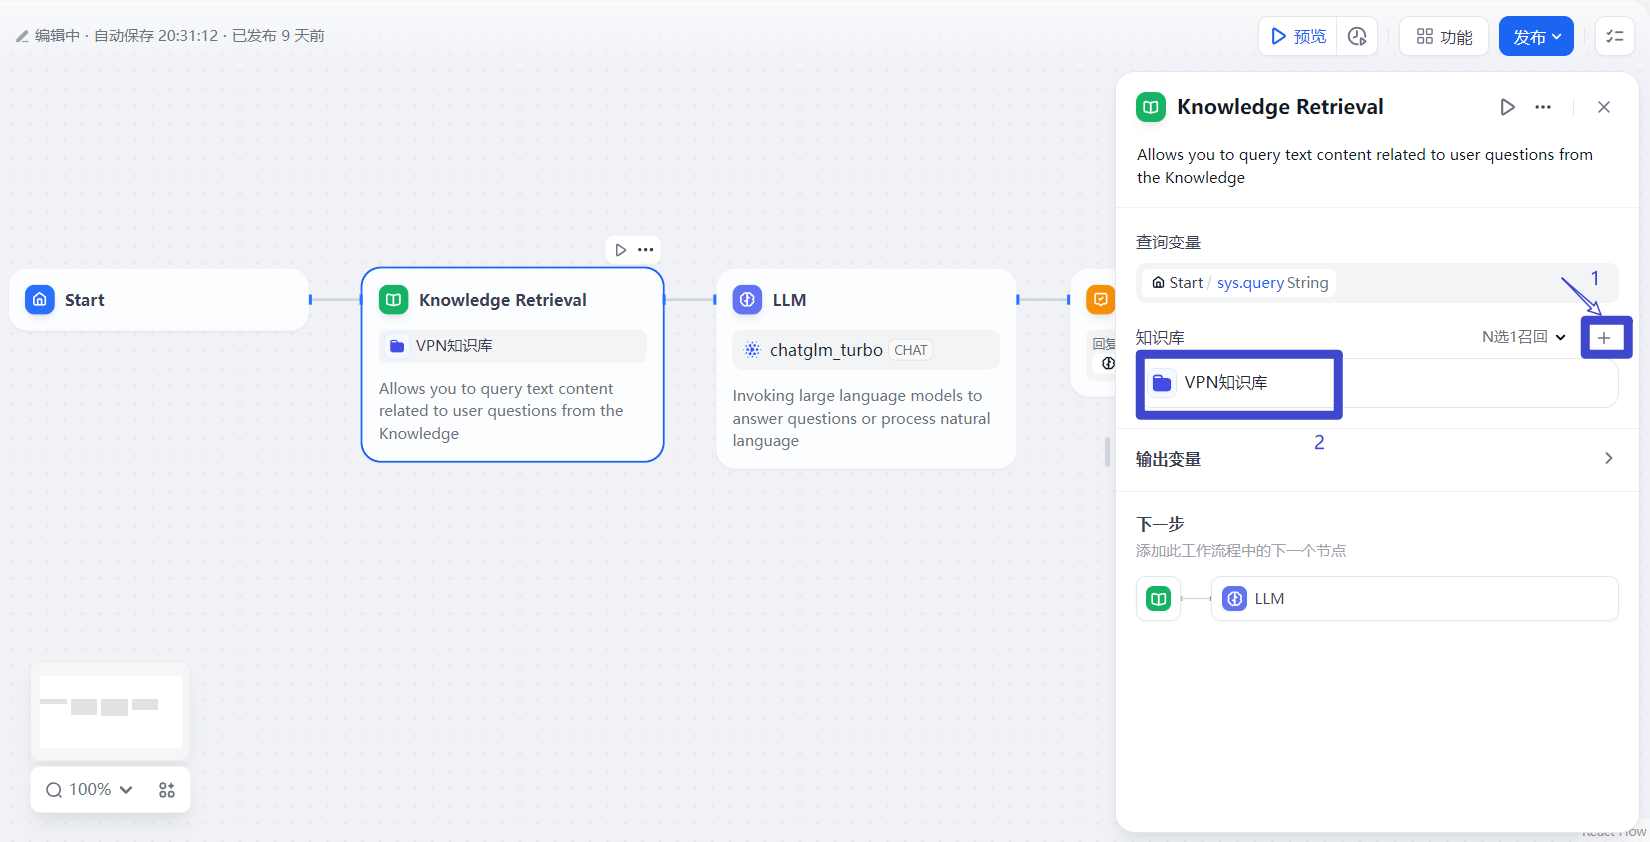 编辑中 · 自动保存 20:31:12 · 已发布 9 天前
预览
功能
发布
Start
Knowledge Retrieval
VPN知识库
Allows you to query text content
related to user questions from the
Knowledge
LLM
chatglm_turbo CHAT
Invoking large language models to
answer questions or process natural
language
回复
100%
Knowledge Retrieval
Allows you to query text content related to user questions from
the Knowledge
查询变量
Start / sys.query String
1
知识库
N选1召回
VPN知识库
2
输出变量
下一步
添加此工作流程中的下一个节点
LLM
React Flow